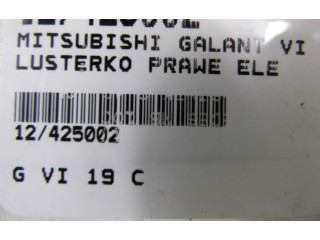 MITSUBISHI GALANT VI
LUSTERKO PRAWE ELE
12/425002
G VI 19 C